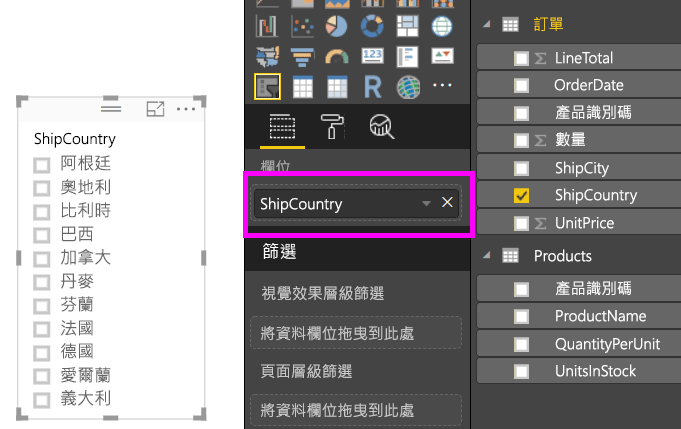 ShipCountry
阿根廷
奧地利
比利時
巴西
加拿大
丹麥
芬蘭
法國
德國
愛爾蘭
義大利
123
R
欄位
ShipCountry
篩選
視覺效果層級篩選
將資料欄位拖曳到此處
頁面層級篩選
將資料欄位拖曳到此處
訂單
Σ LineTotal
OrderDate
產品識別碼
Σ 數量
ShipCity
ShipCountry
Σ UnitPrice
Products
產品識別碼
ProductName
QuantityPerUnit
UnitsInStock